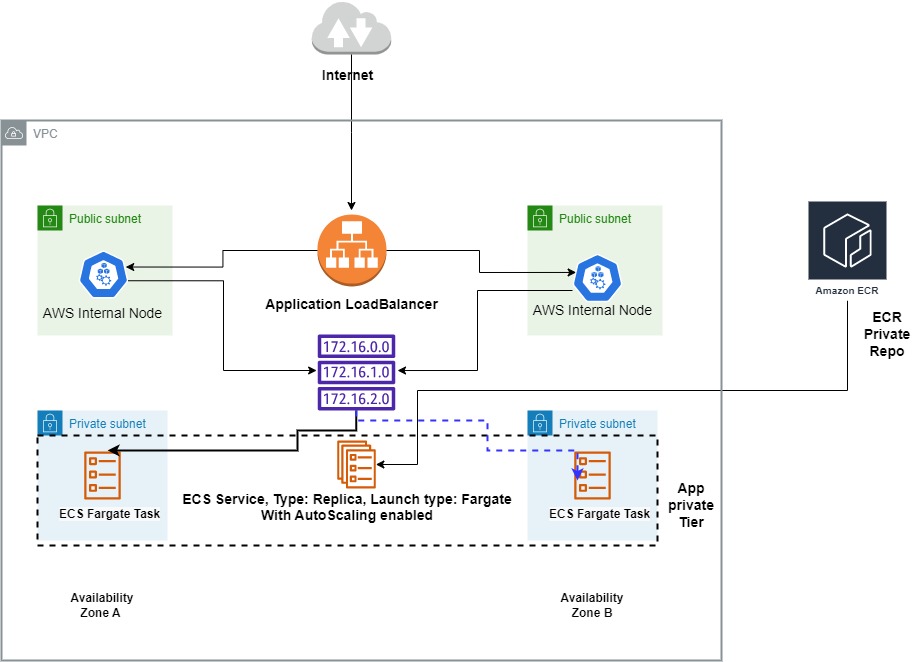 Internet
VPC
Public subnet
AWS Internal Node
Application LoadBalancer
Public subnet
AWS Internal Node
Amazon ECR
ECR
Private
Repo
172.16.0.0
172.16.1.0
172.16.2.0
Private subnet
ECS Fargate Task
ECS Service, Type: Replica, Launch type: Fargate
With AutoScaling enabled
Private subnet
ECS Fargate Task
App
private
Tier
Availability
Zone A
Availability
Zone B